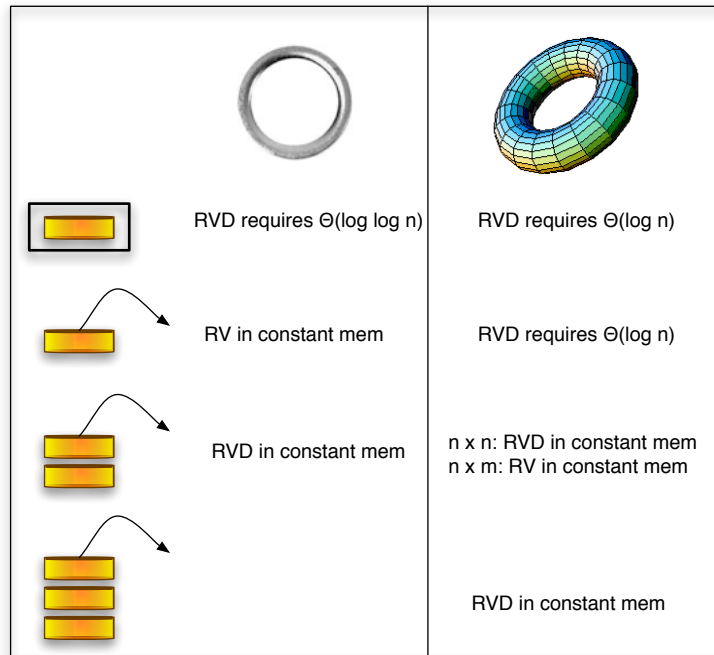 RVD requires Θ(log log n)
RVD requires Θ(log n)
RV in constant mem
RVD requires Θ(log n)
RVD in constant mem
n x n: RVD in constant mem
n x m: RV in constant mem
RVD in constant mem